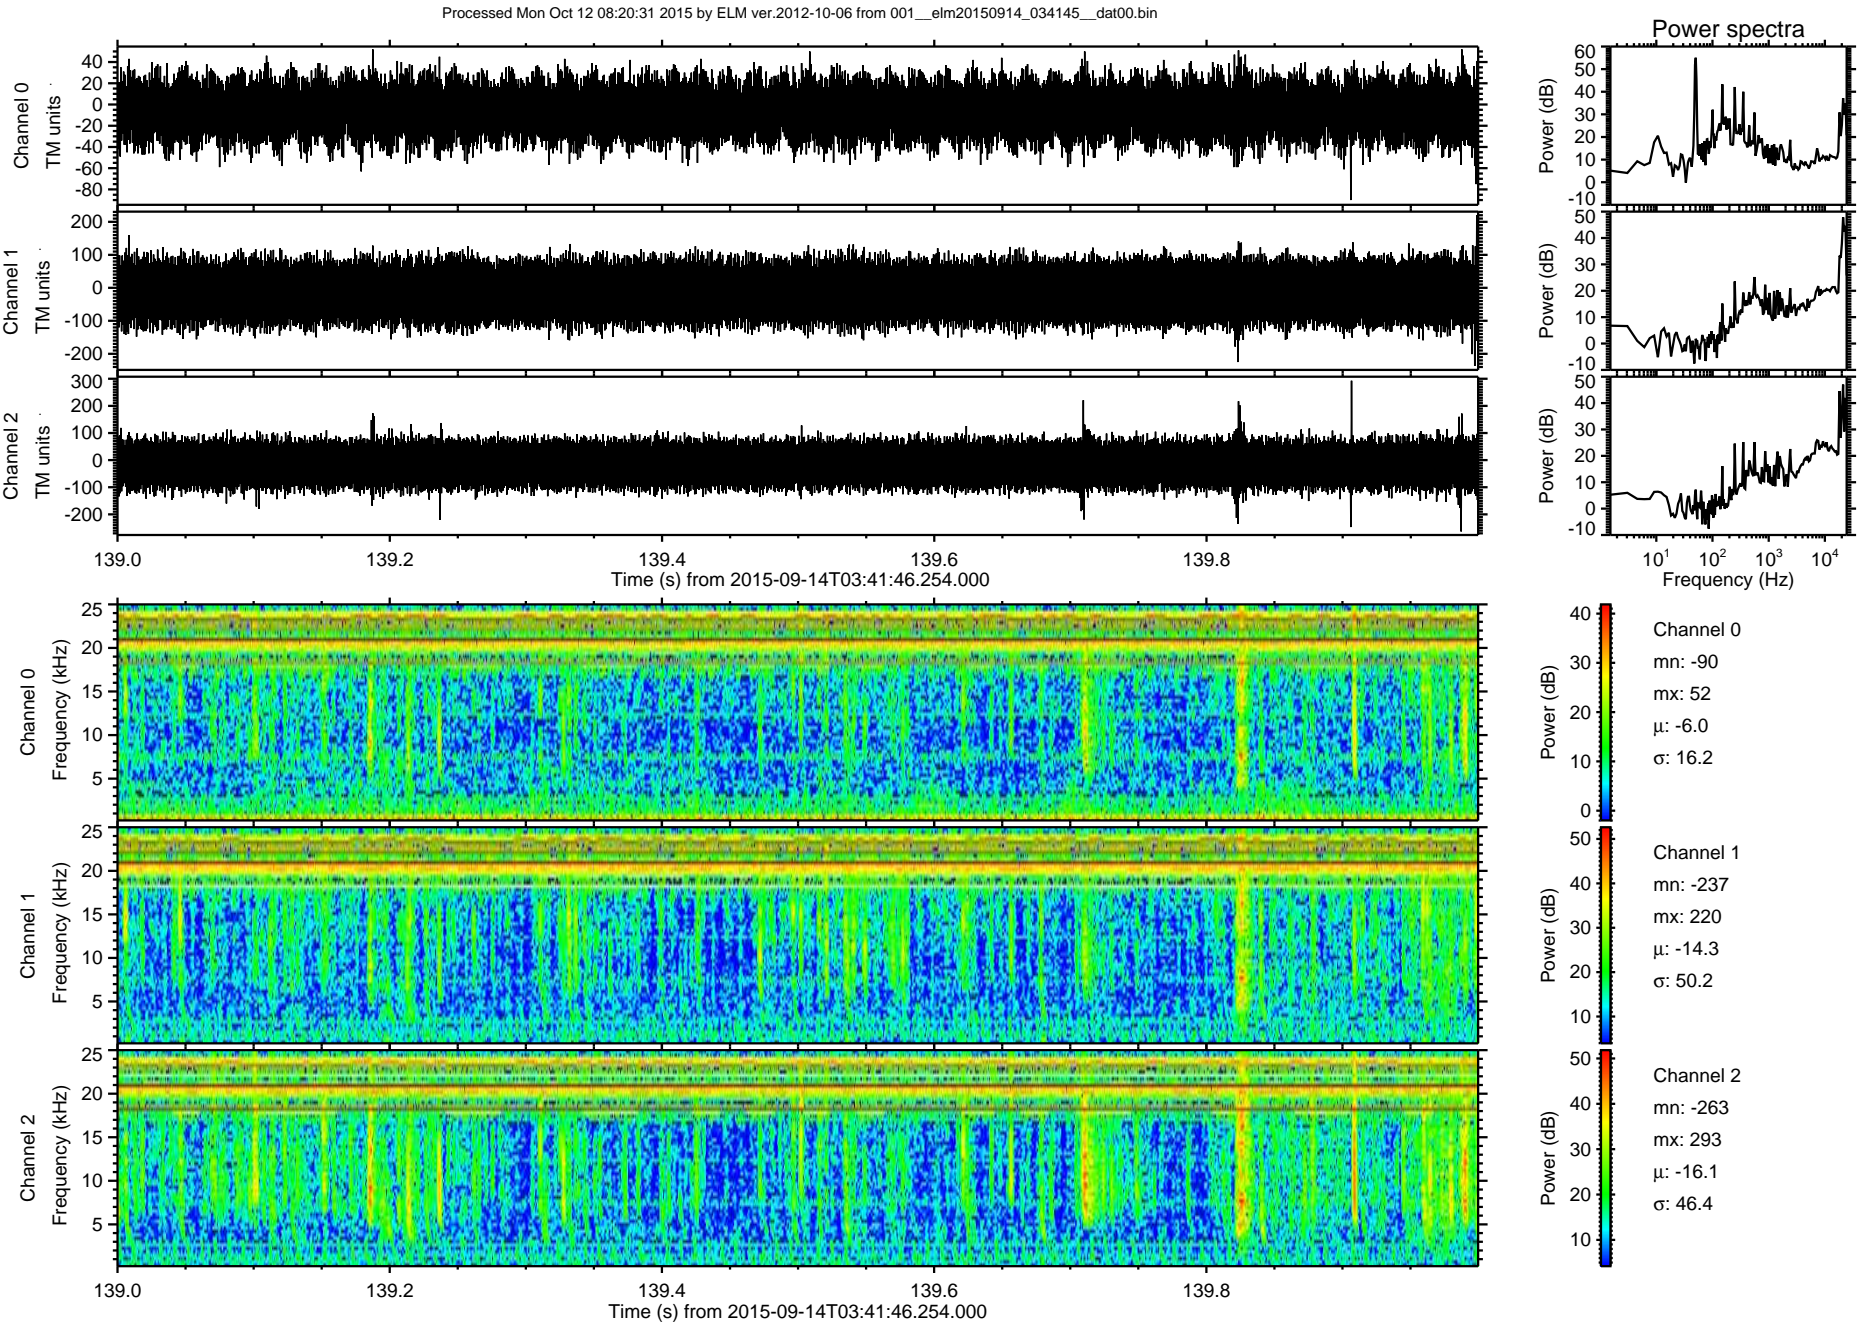 Processed Mon Oct 12 08:20:31 2015 by ELM ver.2012-10-06 from 001__elm20150914_034145__dat00.bin
Power spectra
Channel 0
TM units
40
20
0
-20
-40
-60
-80
Power (dB)
60
50
40
30
20
10
0
-10
Channel 1
TM units
200
100
0
-100
-200
Power (dB)
50
40
30
20
10
0
-10
Channel 2
TM units
300
200
100
0
-100
-200
Power (dB)
50
40
30
20
10
0
-10
139.0 139.2 139.4 139.6 139.8
Time (s) from 2015-09-14T03:41:46.254.000
10^1 10^2 10^3 10^4
Frequency (Hz)
Channel 0
Frequency (kHz)
25
20
15
10
5
Power (dB)
40
30
20
10
0
Channel 0
mn: -90
mx: 52
μ: -6.0
σ: 16.2
Channel 1
Frequency (kHz)
25
20
15
10
5
Power (dB)
50
40
30
20
10
Channel 1
mn: -237
mx: 220
μ: -14.3
σ: 50.2
Channel 2
Frequency (kHz)
25
20
15
10
5
Power (dB)
50
40
30
20
10
Channel 2
mn: -263
mx: 293
μ: -16.1
σ: 46.4
139.0 139.2 139.4 139.6 139.8
Time (s) from 2015-09-14T03:41:46.254.000